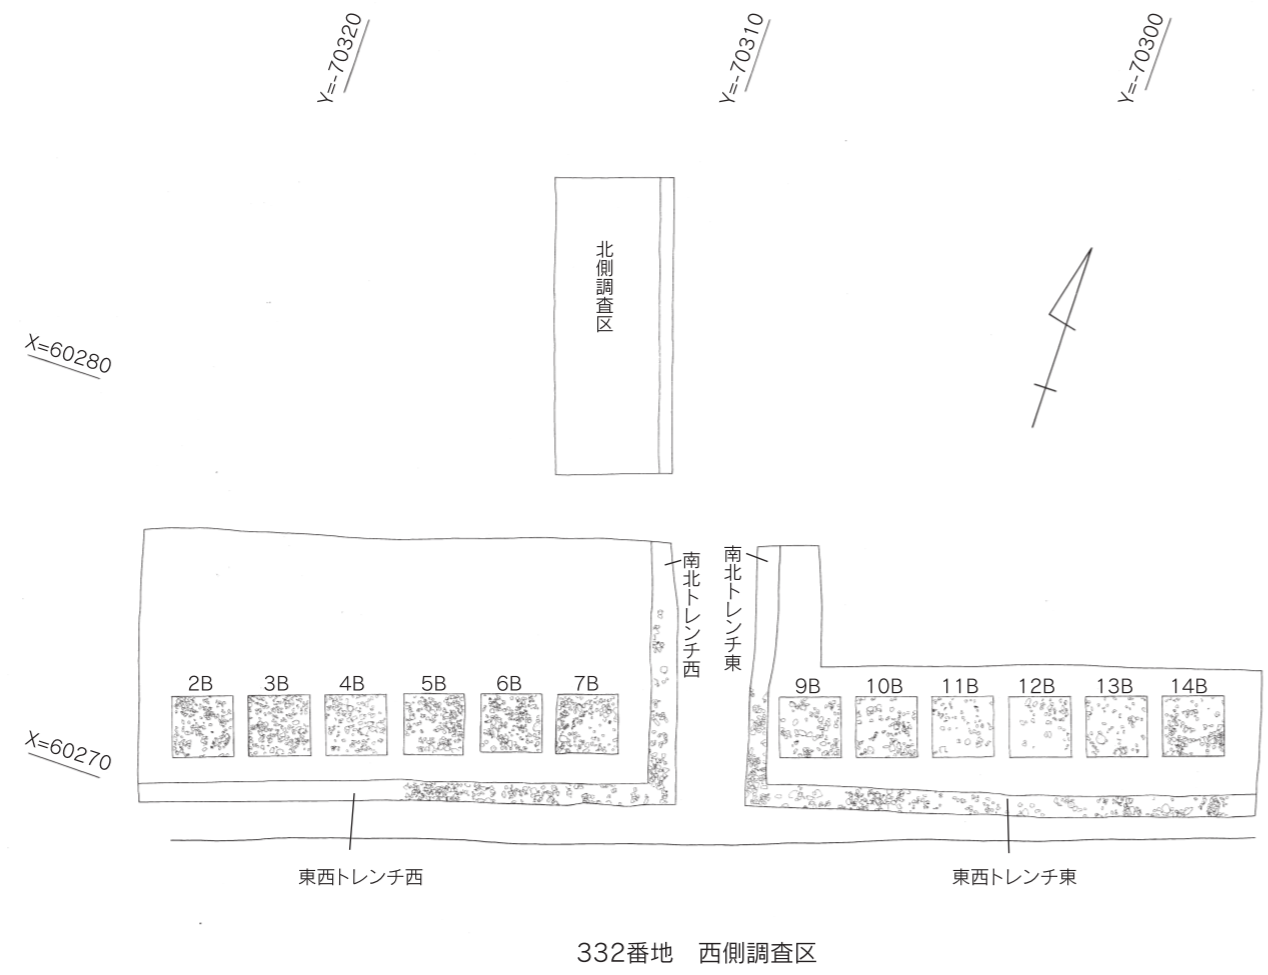 Y=-70320
Y=-70310
Y=-70300
北側調査区
X=60280
南北トレンチ西
南北トレンチ東
2B
3B
4B
5B
6B
7B
9B
10B
11B
12B
13B
14B
X=60270
東西トレンチ西
東西トレンチ東
332番地　西側調査区